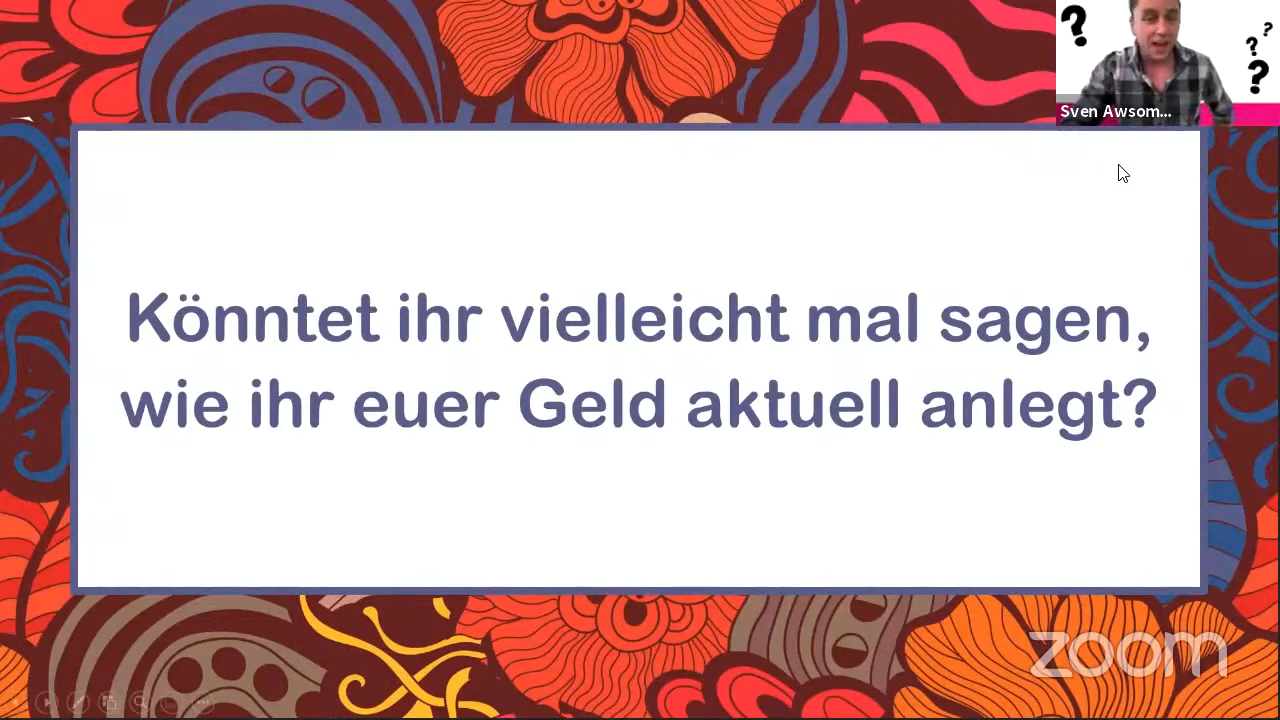 Sven Awsom...
Könntet ihr vielleicht mal sagen,
wie ihr euer Geld aktuell anlegt?
zoom